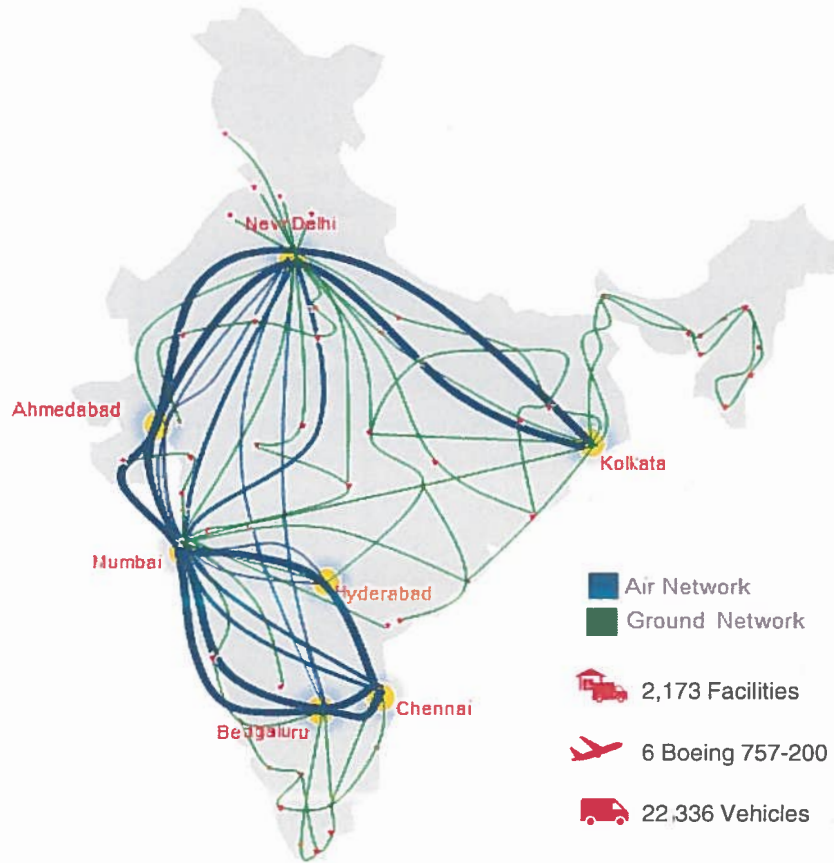 New Delhi
Ahmedabad
Kolkata
Mumbai
Hyderabad
Air Network
Ground Network
2,173 Facilities
Chennai
Bengaluru
6 Boeing 757-200
22,336 Vehicles